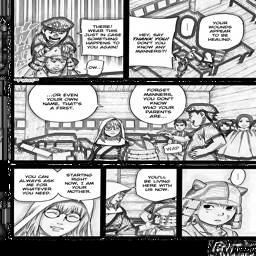 THERE!
WEAR THIS
JUST IN CASE
SOMETHING
HAPPENS TO
YOU AGAIN!
OW...
HEY, SAY
THANK YOU!
DON'T YOU
KNOW ANY
MANNERS?!
YOUR
WOUNDS
APPEAR
TO BE
HEALING.
...OR EVEN
YOUR OWN
NAME,
THAT'S
A FIRST.
FORGET
MANNERS,
YOU DON'T
KNOW WHO
YOUR PARENTS
ARE...
WAP
YOU CAN
ALWAYS ASK
ME FOR
WHATEVER
YOU NEED.
STARTING
RIGHT
NOW, I AM
YOUR
MOTHER.
YOU'LL
BE LIVING
HERE WITH
US NOW.
!